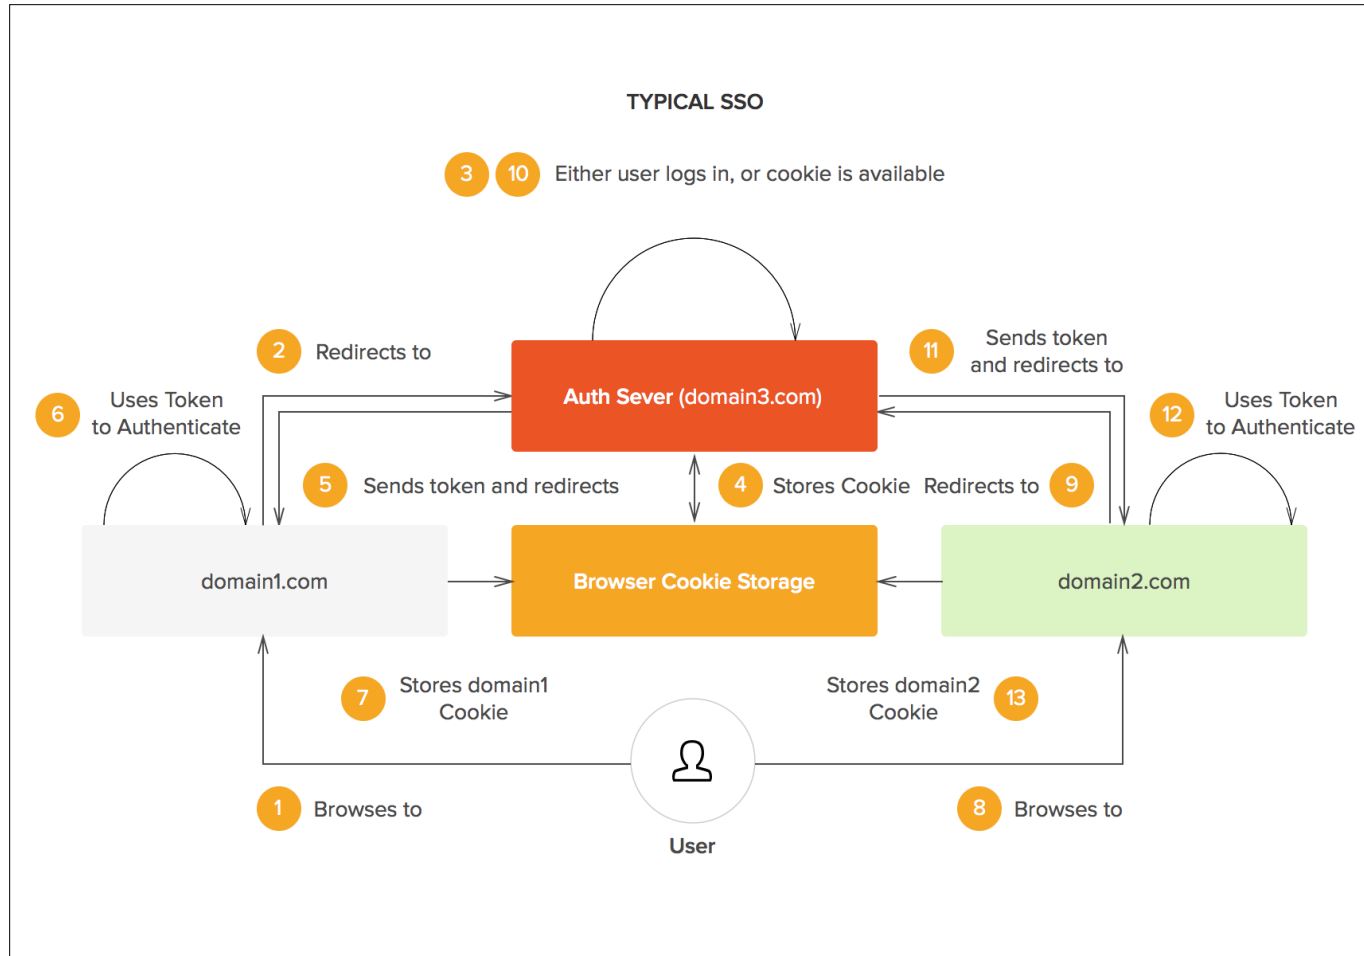 TYPICAL SSO
3 10 Either user logs in, or cookie is available
2 Redirects to
11 Sends token
and redirects to
Auth Sever (domain3.com)
6 Uses Token
to Authenticate
12 Uses Token
to Authenticate
5 Sends token and redirects
4 Stores Cookie
Redirects to 9
domain1.com
Browser Cookie Storage
domain2.com
7 Stores domain1
Cookie
Stores domain2
Cookie 13
1 Browses to
8 Browses to
User